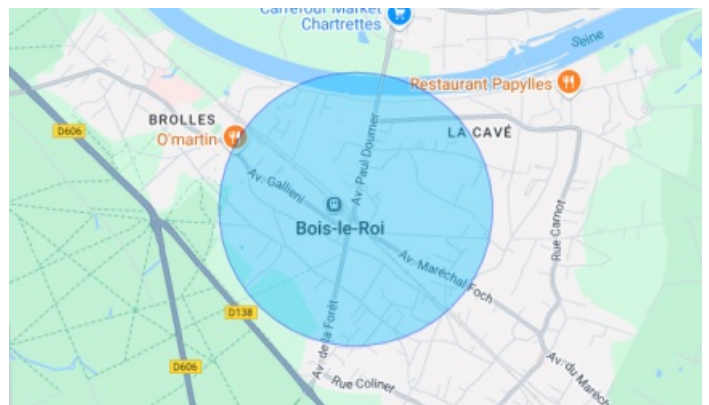 Carrefour Market
Chartrettes
Seine
Restaurant Papylles
BROLLES
D606
O'martin
LA CAVÉ
Av. Paul Doumer
Av. Gallieni
Bois-le-Roi
Rue Carnot
Av. Maréchal Foch
D138
Av. de la Forêt
D606
Rue Colinet
Av. du Maréch